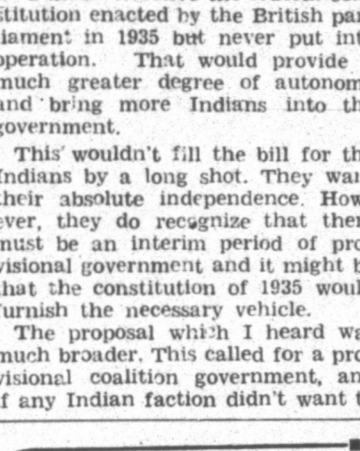 stitution enacted by the British par
liament in 1935 but never put int
operation. That would provide
much greater degree of autonom
and bring more Indians into th
government.
This wouldn't fill the bill for th
Indians by a long shot. They wan
their absolute independence. How
ever, they do recognize that ther
must be an interim period of pro
visional government and it might b
that the constitution of 1935 woul
furnish the necessary vehicle.
The proposal which I heard wa
much broader. This called for a pro
visional coalition government, an
if any Indian faction didn't want t